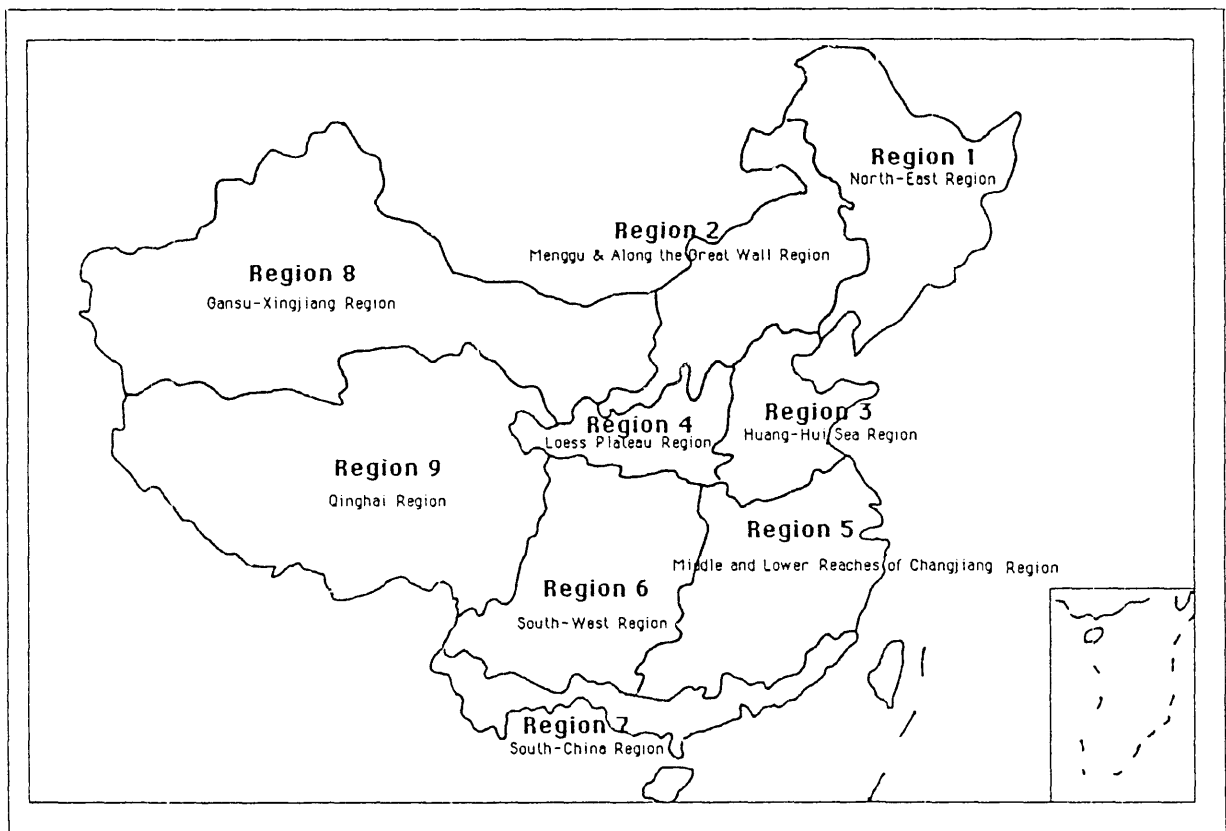 Region 1
North-East Region
Region 2
Menggu & Along the Great Wall Region
Region 8
Gansu-Xingjiang Region
Region 3
Huang-Hui Sea Region
Region 4
Loess Plateau Region
Region 9
Qinghai Region
Region 5
Middle and Lower Reaches of Changjiang Region
Region 6
South-West Region
Region 7
South-China Region